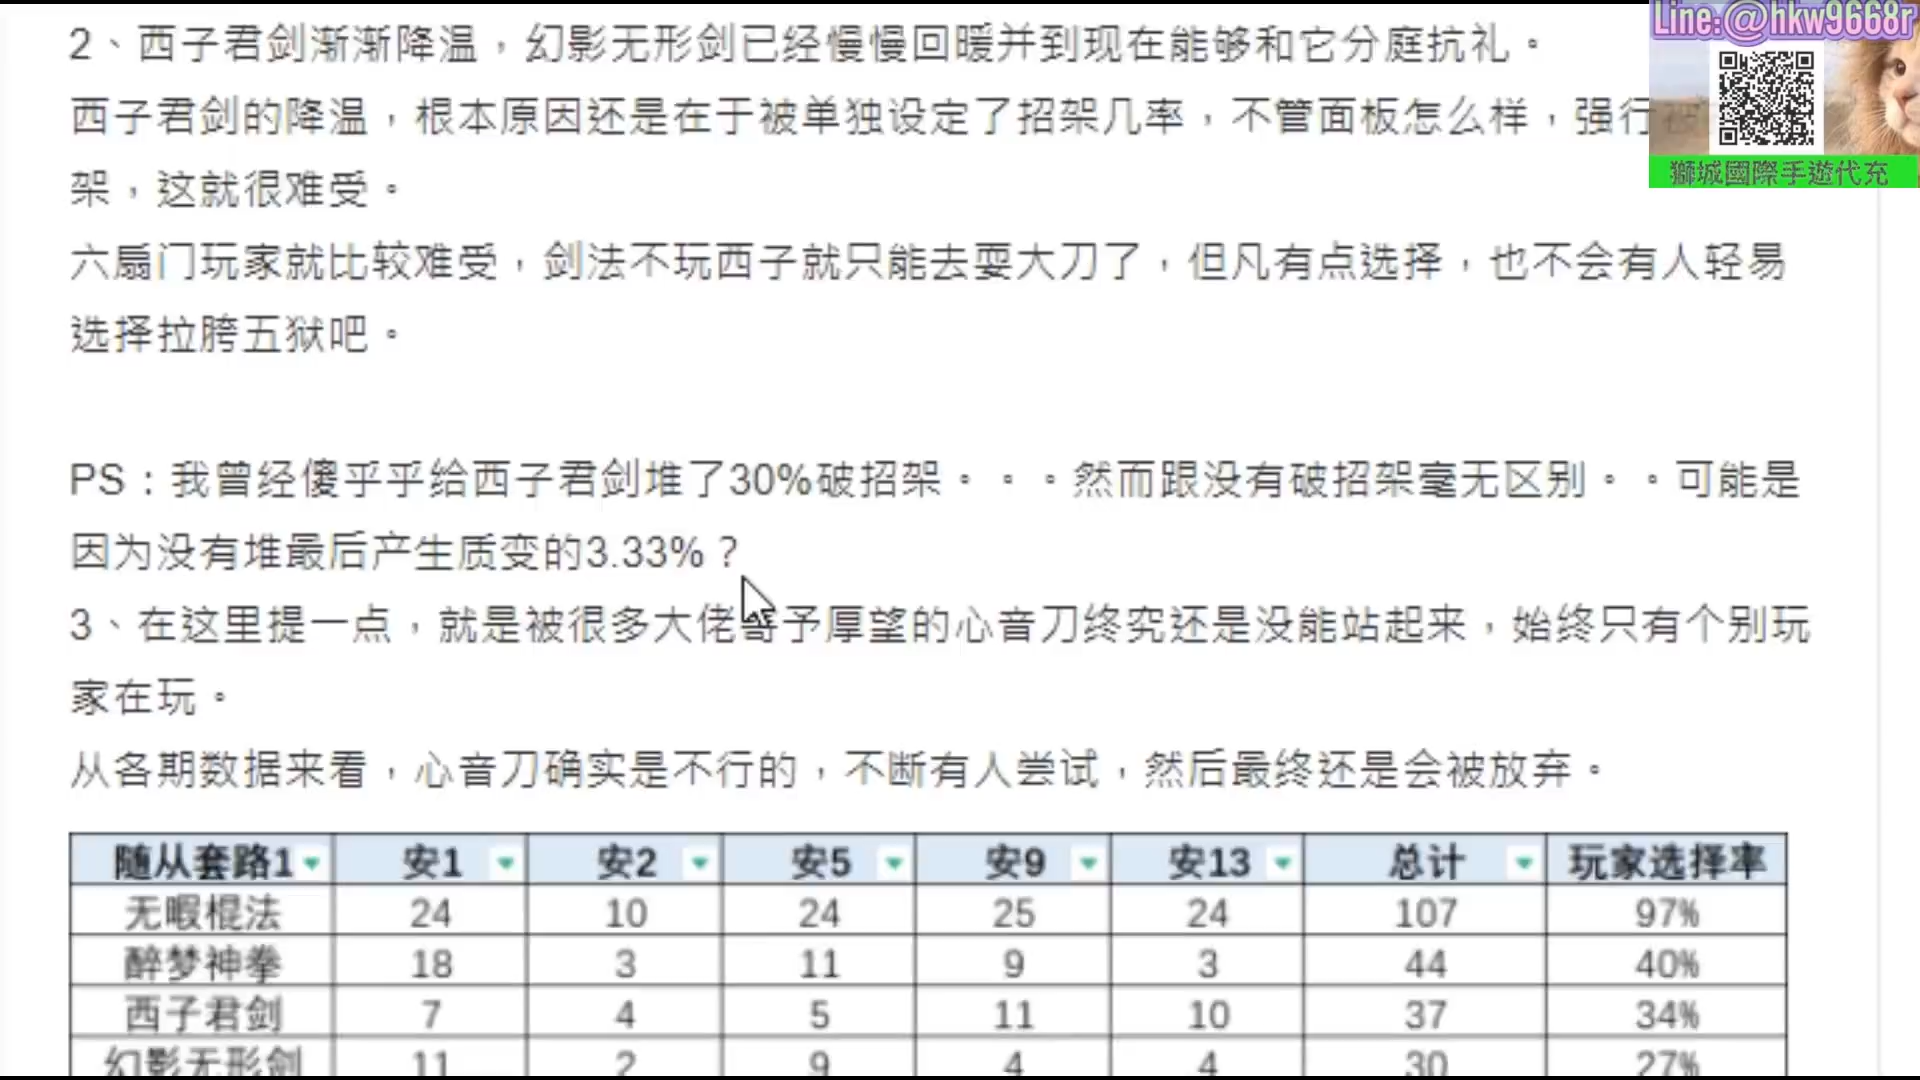 Line:@hkw9668r
獅城國際手遊代充
2、西子君剑渐渐降温，幻影无形剑已经慢慢回暖并到现在能够和它分庭抗礼。
西子君剑的降温，根本原因还是在于被单独设定了招架几率，不管面板怎么样，强行被
架，这就很难受。
六扇门玩家就比较难受，剑法不玩西子就只能去耍大刀了，但凡有点选择，也不会有人轻易
选择拉胯五狱吧。
PS：我曾经傻乎乎给西子君剑堆了30%破招架。。。然而跟没有破招架毫无区别。。可能是
因为没有堆最后产生质变的3.33%？
3、在这里提一点，就是被很多大佬寄予厚望的心音刀终究还是没能站起来，始终只有个别玩
家在玩。
从各期数据来看，心音刀确实是不行的，不断有人尝试，然后最终还是会被放弃。
随从套路1 安1 安2 安5 安9 安13 总计 玩家选择率
无暇棍法 24 10 24 25 24 107 97%
醉梦神拳 18 3 11 9 3 44 40%
西子君剑 7 4 5 11 10 37 34%
幻影无形剑 11 2 9 4 4 30 27%